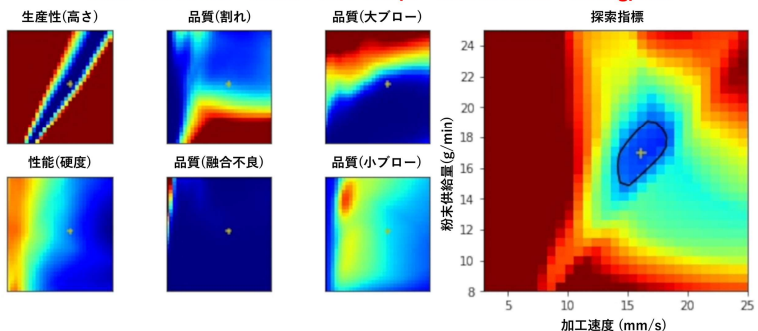 生産性(高さ)
品質(割れ)
品質(大ブロー)
性能(硬度)
品質(融合不良)
品質(小ブロー)
探索指標
粉末供給量(g/min)
24
22
20
18
16
14
12
10
8
5
10
15
20
25
加工速度 (mm/s)